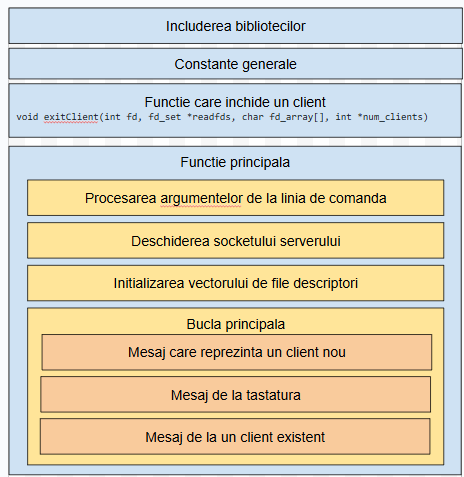 Includerea bibliotecilor
Constante generale
Functie care inchide un client
void exitClient(int fd, fd_set *readfds, char fd_array[], int *num_clients)
Functie principala
Procesarea argumentelor de la linia de comanda
Deschiderea socketului serverului
Initializarea vectorului de file descriptori
Bucla principala
Mesaj care reprezinta un client nou
Mesaj de la tastatura
Mesaj de la un client existent